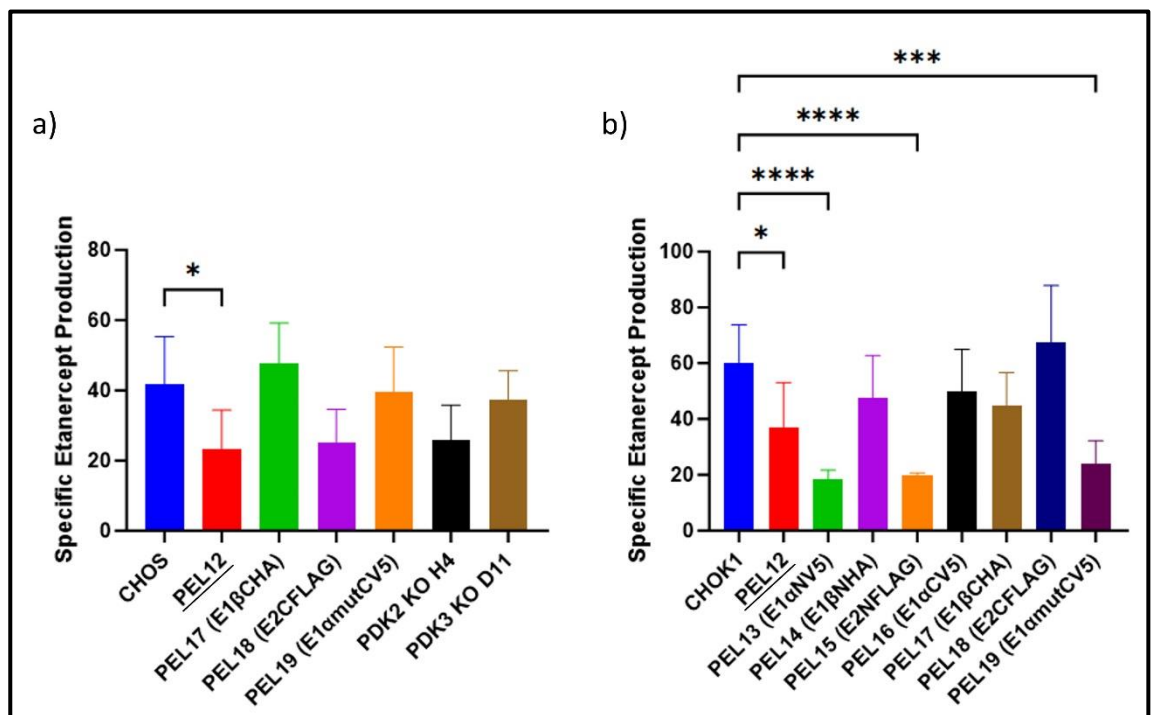 a)
*
Specific Etanercept Production
80
60
40
20
0
CHOS
PEL12
PEL17 (E1βCHA)
PEL18 (E2CFLAG)
PEL19 (E1αmutCV5)
PDK2 KO H4
PDK3 KO D11
b)
***
****
****
*
Specific Etanercept Production
100
80
60
40
20
0
CHOK1
PEL12
PEL13 (E1αNV5)
PEL14 (E1βNHA)
PEL15 (E2NFLAG)
PEL16 (E1αCV5)
PEL17 (E1βCHA)
PEL18 (E2CFLAG)
PEL19 (E1αmutCV5)